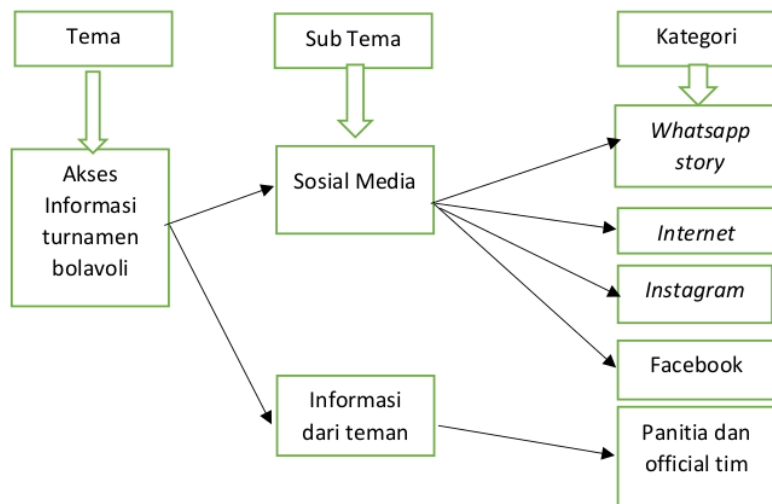 Tema
Sub Tema
Kategori
Akses
Informasi
turnamen
bolavoli
Sosial Media
Whatsapp
story
Internet
Instagram
Facebook
Informasi
dari teman
Panitia dan
official tim